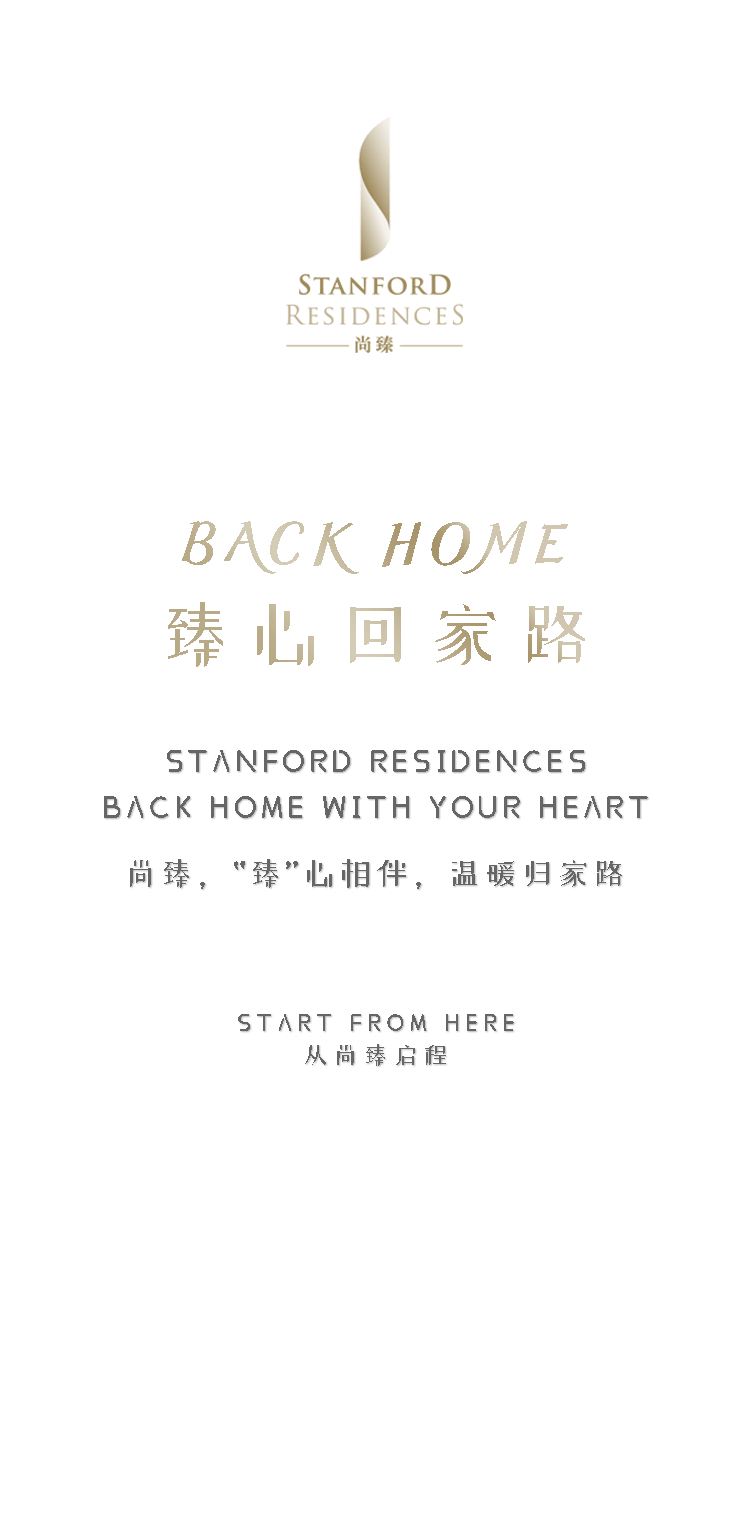 STANFORD
RESIDENCES
尚臻
BACK HOME
臻心回家路
STANFORD RESIDENCES
BACK HOME WITH YOUR HEART
尚臻，“臻”心相伴，温暖归家路
START FROM HERE
从尚臻启程